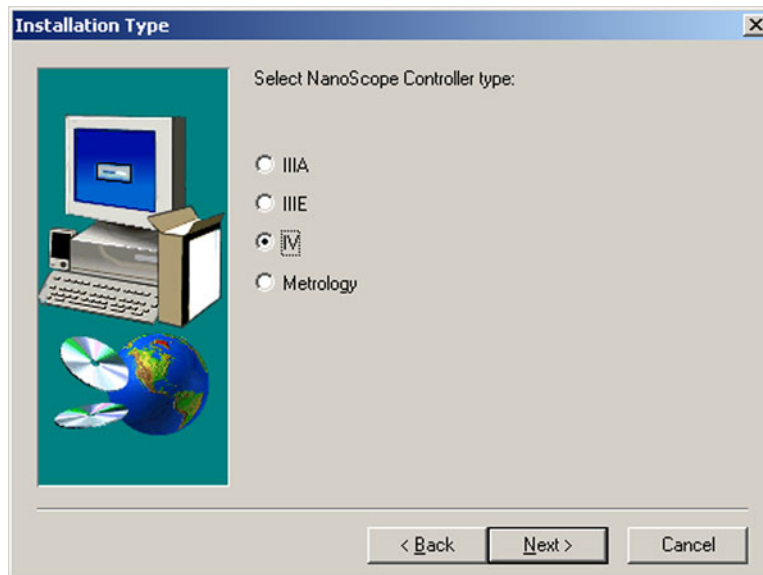 Installation Type
Select NanoScope Controller type:
IIIA
IIIE
IV
Metrology
< Back
Next >
Cancel